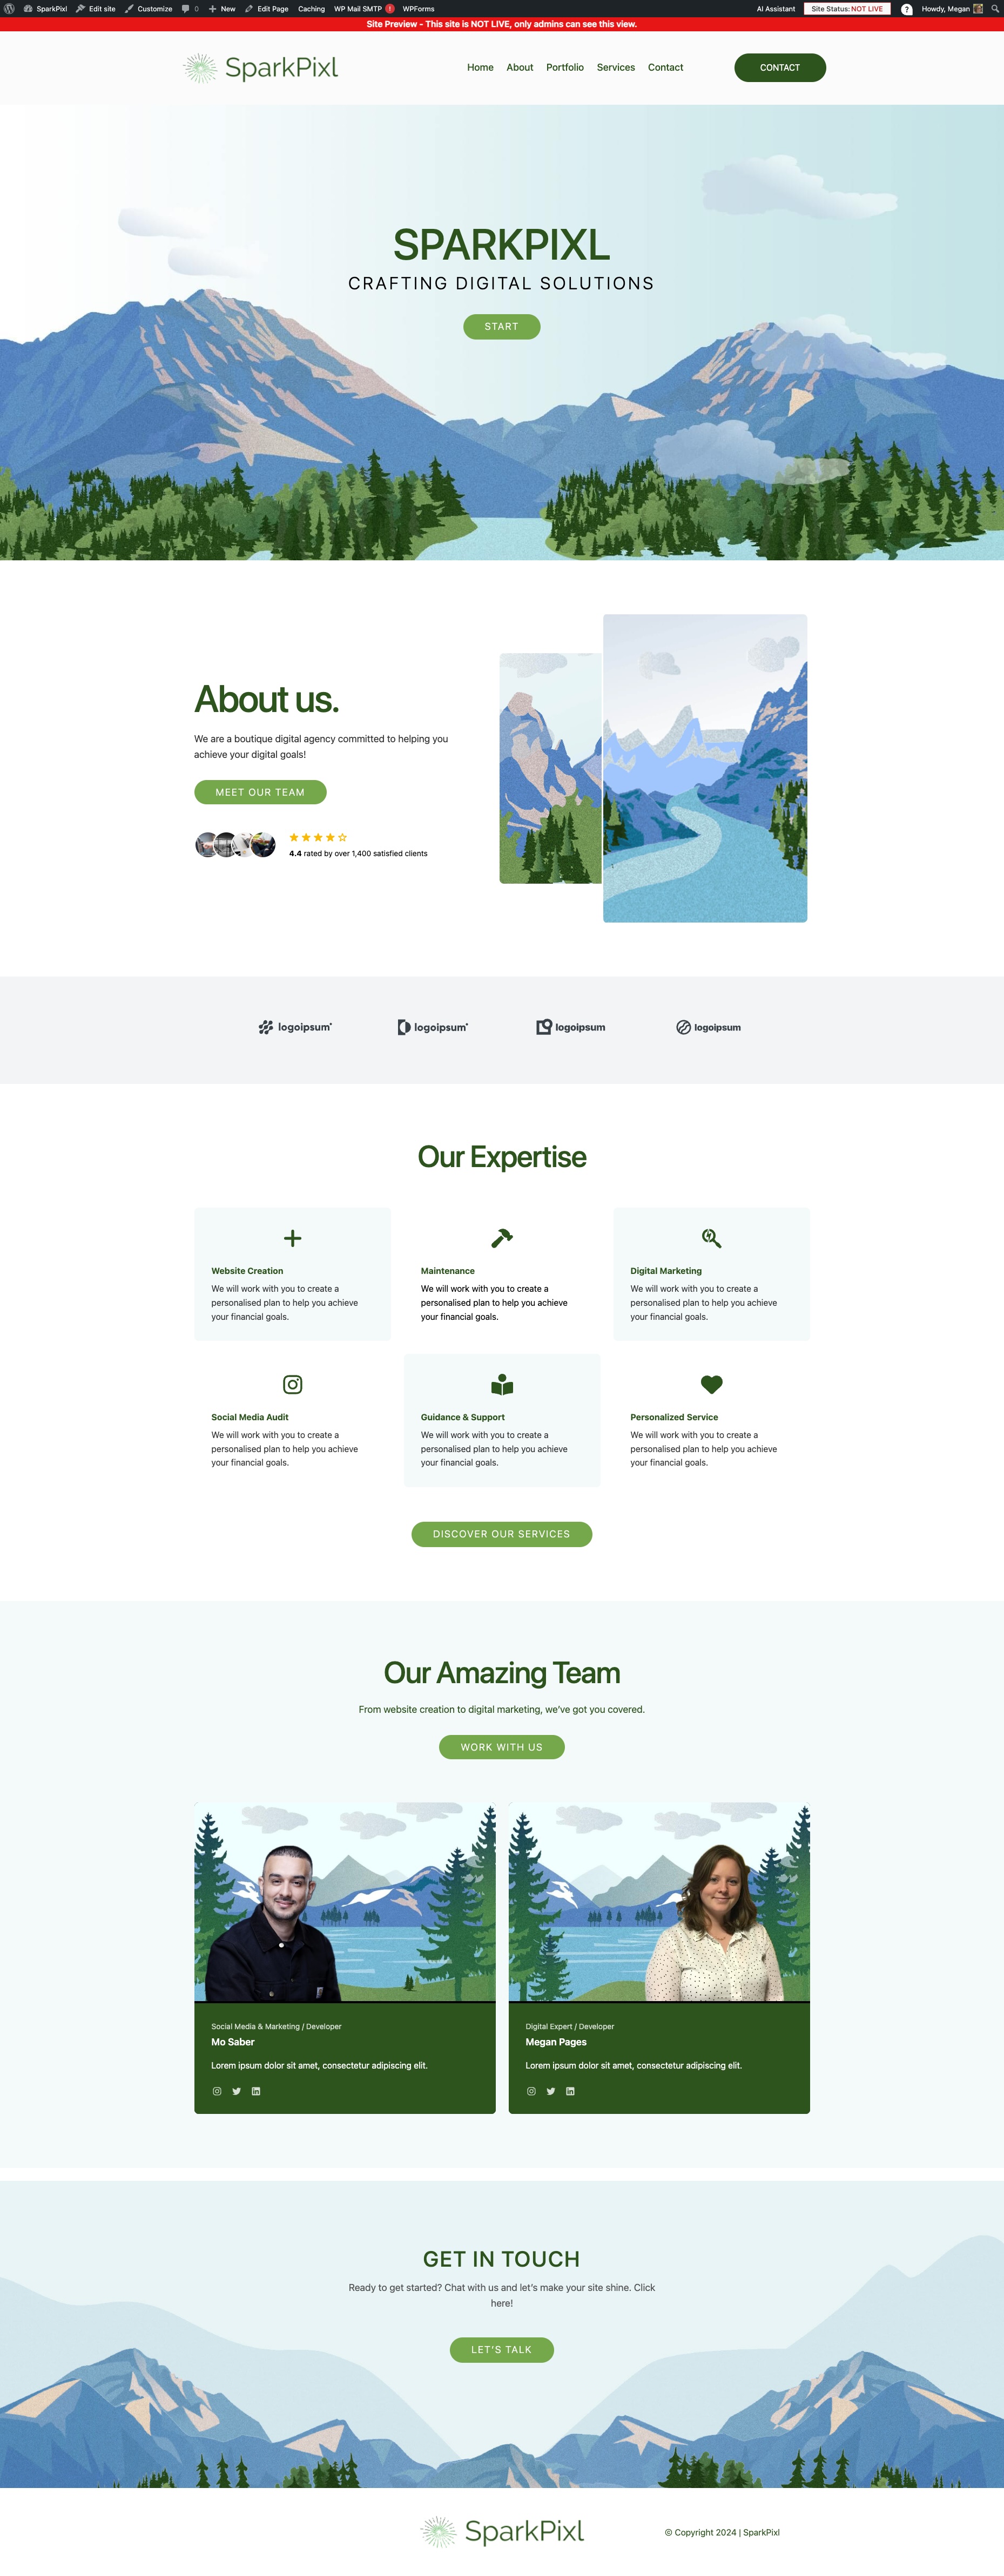 SparkPixl Edit site Customize 0 New Edit Page Caching WP Mail SMTP ! WPForms AI Assistant Site Status: NOT LIVE ? Howdy, Megan
Site Preview - This site is NOT LIVE, only admins can see this view.
SparkPixl Home About Portfolio Services Contact CONTACT
SPARKPIXL
CRAFTING DIGITAL SOLUTIONS
START
About us.
We are a boutique digital agency committed to helping you
achieve your digital goals!
MEET OUR TEAM
4.4 rated by over 1,400 satisfied clients
logoipsum logoipsum logoipsum logoipsum
Our Expertise
Website Creation
We will work with you to create a
personalised plan to help you achieve
your financial goals.
Maintenance
We will work with you to create a
personalised plan to help you achieve
your financial goals.
Digital Marketing
We will work with you to create a
personalised plan to help you achieve
your financial goals.
Social Media Audit
We will work with you to create a
personalised plan to help you achieve
your financial goals.
Guidance & Support
We will work with you to create a
personalised plan to help you achieve
your financial goals.
Personalized Service
We will work with you to create a
personalised plan to help you achieve
your financial goals.
DISCOVER OUR SERVICES
Our Amazing Team
From website creation to digital marketing, we've got you covered.
WORK WITH US
Social Media & Marketing / Developer
Mo Saber
Lorem ipsum dolor sit amet, consectetur adipiscing elit.
Digital Expert / Developer
Megan Pages
Lorem ipsum dolor sit amet, consectetur adipiscing elit.
GET IN TOUCH
Ready to get started? Chat with us and let's make your site shine. Click
here!
LET'S TALK
SparkPixl © Copyright 2024 | SparkPixl